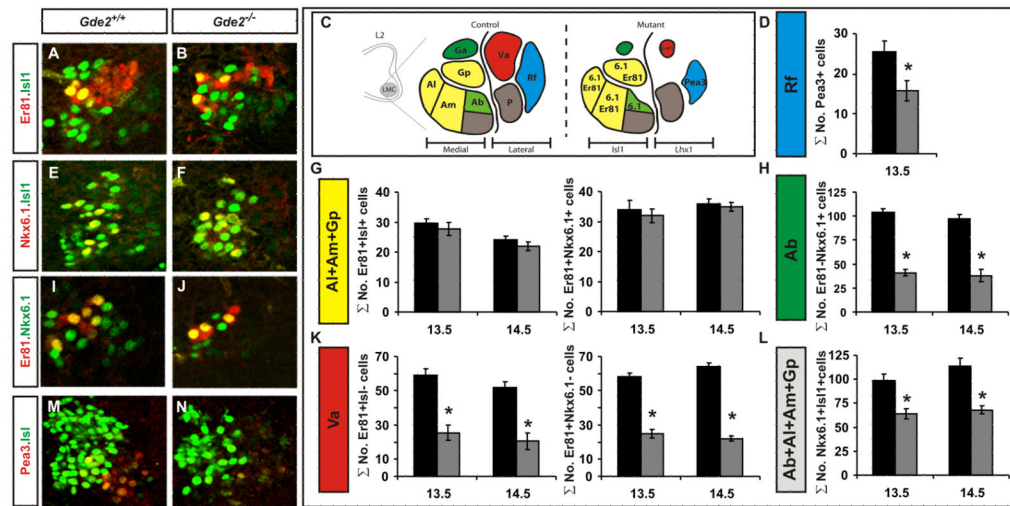 Gde2+/+
Gde2-/-
A
B
Er81.Isl1
E
F
Nkx6.1.Isl1
I
J
Er81.Nkx6.1
M
N
Pea3.Isl
C
Control
Mutant
L2
LMC
Ga
Va
Gp
Rf
Al
Am
Ab
P
6.1
Er81
6.1
Er81
6.1
Er81
6.1
Pea3
Medial
Lateral
Isl1
Lhx1
D
Rf
∑ No. Pea3+ cells
30
20
10
0
*
13.5
G
Al+Am+Gp
∑ No. Er81+Isl+ cells
40
30
20
10
0
13.5
14.5
∑ No. Er81+Nkx6.1+ cells
40
30
20
10
0
13.5
14.5
H
Ab
∑ No. Er81-Nkx6.1+ cells
125
100
75
50
25
0
*
*
13.5
14.5
K
Va
∑ No. Er81+Isl- cells
60
30
0
*
*
13.5
14.5
∑ No. Er81+Nkx6.1- cells
60
30
0
*
*
13.5
14.5
L
Ab+Al+Am+Gp
∑ No. Nkx6.1+Isl1+cells
125
100
75
50
25
0
*
*
13.5
14.5